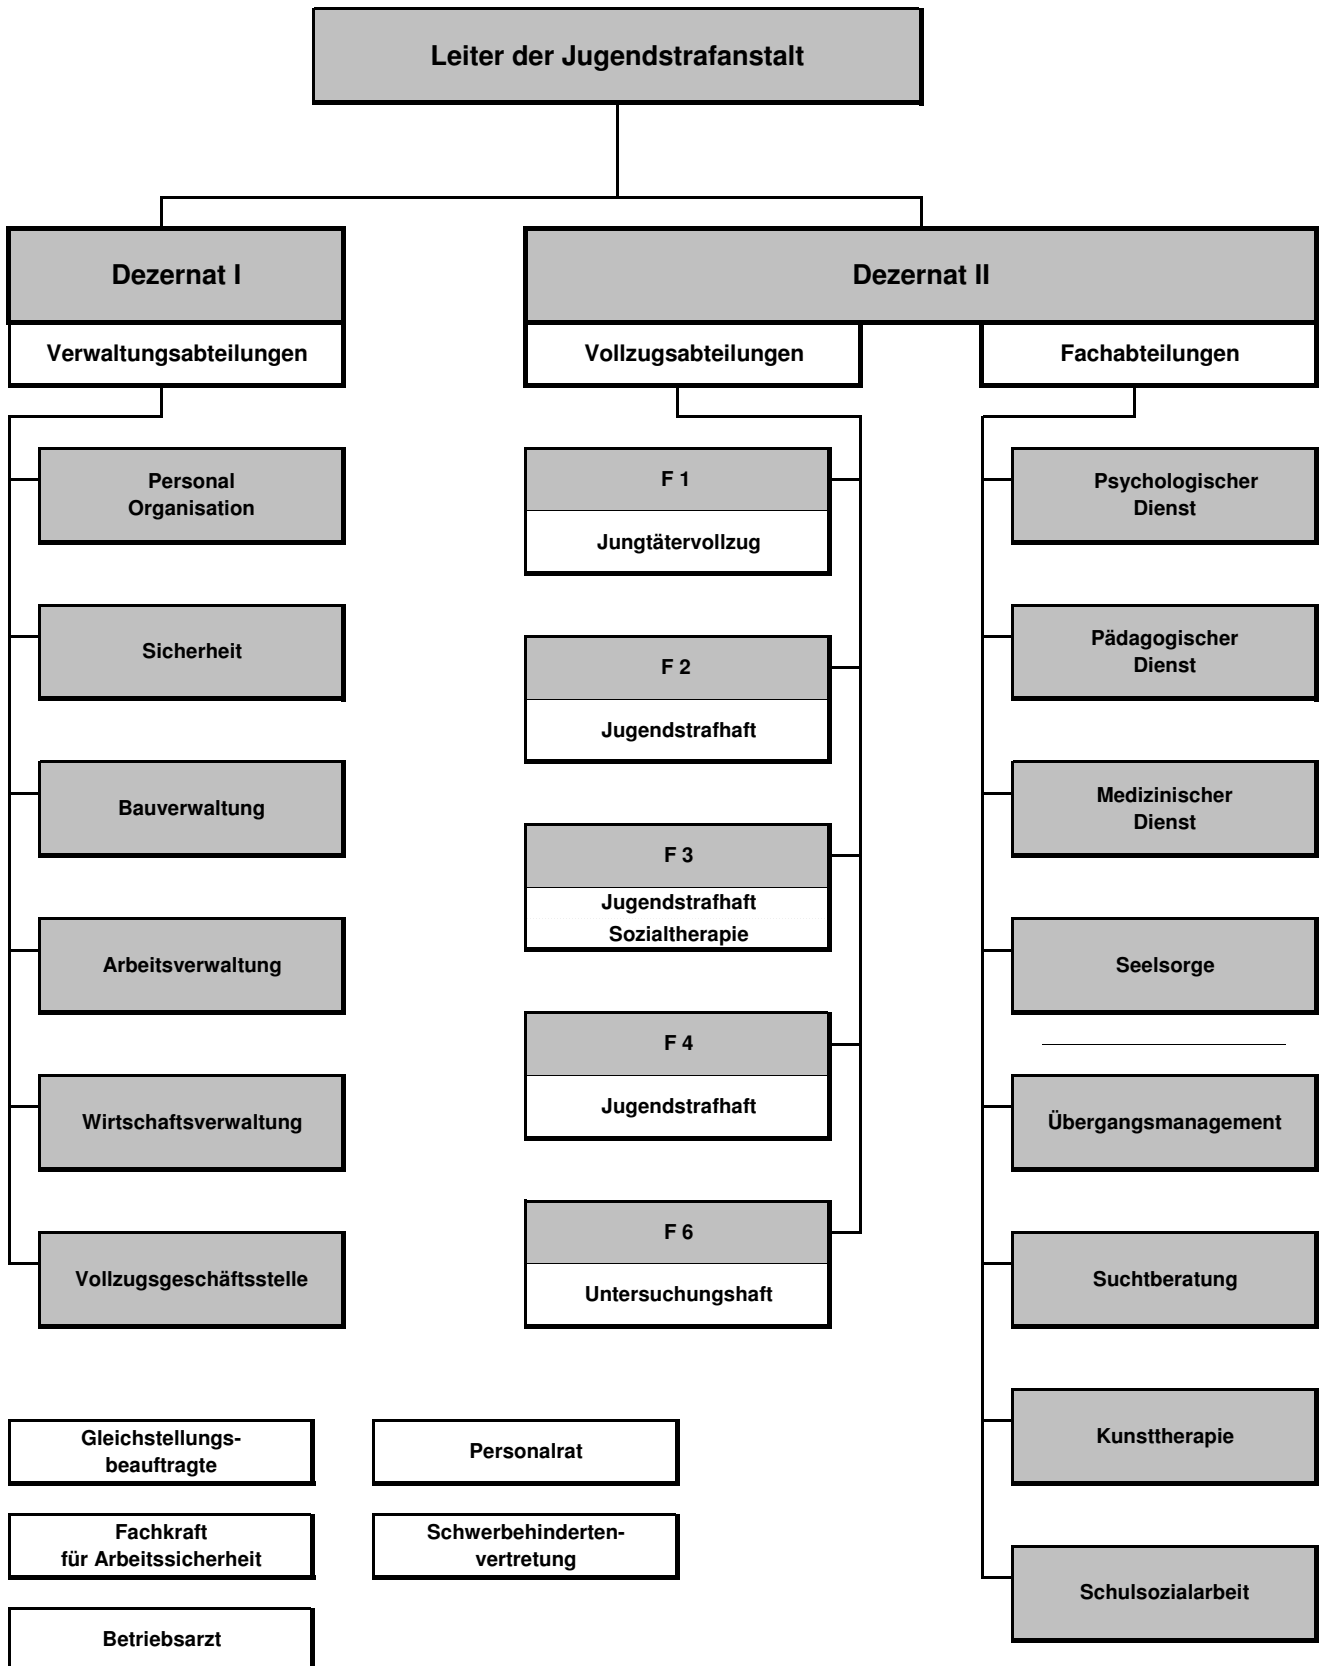 Leiter der Jugendstrafanstalt
Dezernat I
Verwaltungsabteilungen
Personal
Organisation
Sicherheit
Bauverwaltung
Arbeitsverwaltung
Wirtschaftsverwaltung
Vollzugsgeschäftsstelle
Dezernat II
Vollzugsabteilungen
F 1
Jungtätervollzug
F 2
Jugendstrafhaft
F 3
Jugendstrafhaft
Sozialtherapie
F 4
Jugendstrafhaft
F 6
Untersuchungshaft
Fachabteilungen
Psychologischer
Dienst
Pädagogischer
Dienst
Medizinischer
Dienst
Seelsorge
Übergangsmanagement
Suchtberatung
Kunsttherapie
Schulsozialarbeit
Gleichstellungs-
beauftragte
Personalrat
Fachkraft
für Arbeitssicherheit
Schwerbehinderten-
vertretung
Betriebsarzt